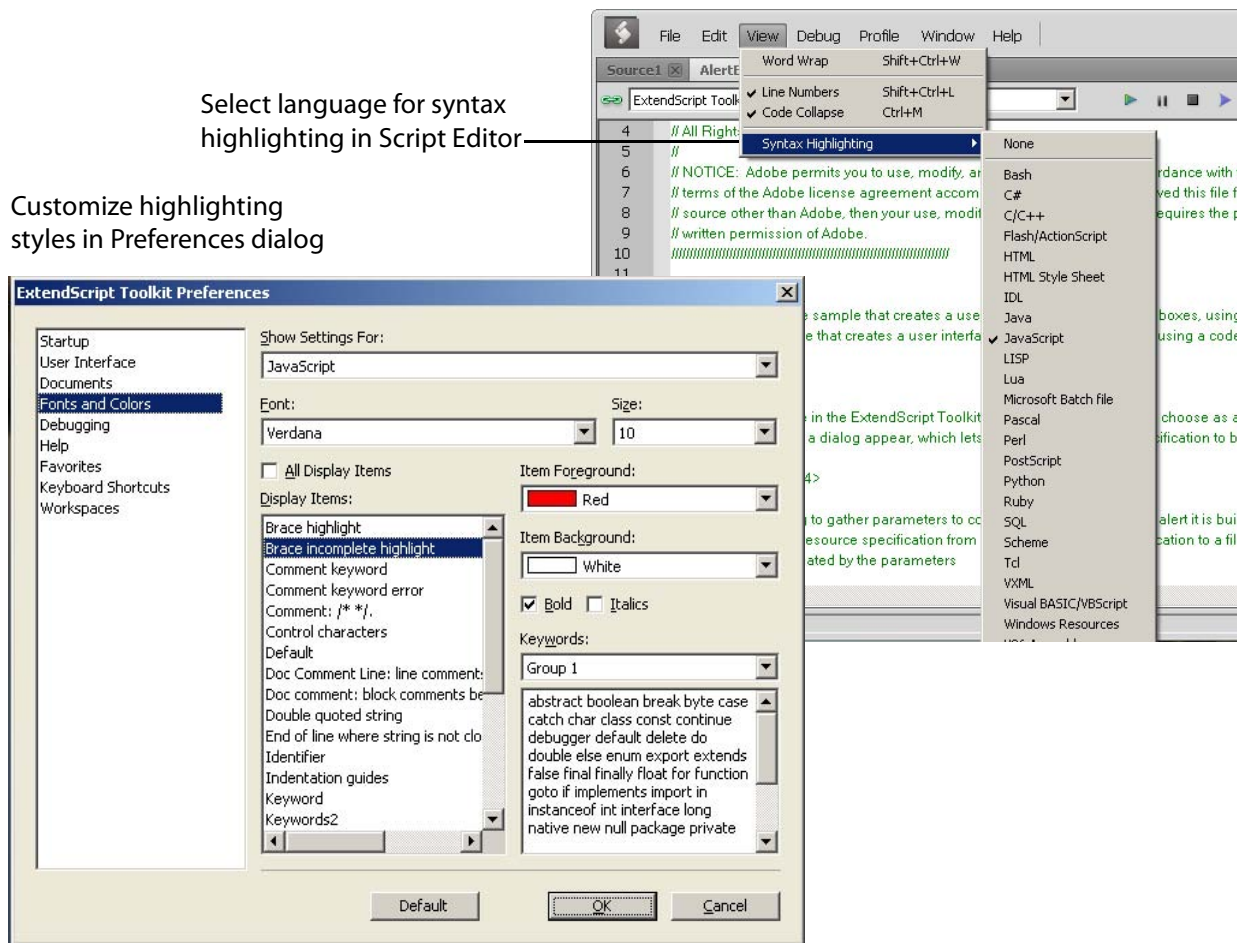 File Edit View Debug Profile Window Help
Source1 AlertB
Word Wrap Shift+Ctrl+W
ExtendScript Toolk
Line Numbers Shift+Ctrl+L
Code Collapse Ctrl+M
Syntax Highlighting
Select language for syntax
highlighting in Script Editor
Customize highlighting
styles in Preferences dialog
4 // All Right
5 //
6 // NOTICE: Adobe permits you to use, modify, an
rdance with
7 // terms of the Adobe license agreement accom
ved this file f
8 // source other than Adobe, then your use, modif
equires the p
9 // written permission of Adobe.
10 ////////////////////////////////////////////////////////////////////////////
11
e sample that creates a use
boxes, using
e that creates a user interfa
using a code
e in the ExtendScript Toolkit
choose as a
a dialog appear, which lets
ification to b
4>
g to gather parameters to co
alert it is bui
esource specification from
cation to a fil
ated by the parameters
None
Bash
C#
C/C++
Flash/ActionScript
HTML
HTML Style Sheet
IDL
Java
JavaScript
LISP
Lua
Microsoft Batch file
Pascal
Perl
PostScript
Python
Ruby
SQL
Scheme
Tcl
VXML
Visual BASIC/VBScript
Windows Resources
ExtendScript Toolkit Preferences
Startup
User Interface
Documents
Fonts and Colors
Debugging
Help
Favorites
Keyboard Shortcuts
Workspaces
Show Settings For:
JavaScript
Font: Size:
Verdana 10
All Display Items
Display Items:
Brace highlight
Brace incomplete highlight
Comment keyword
Comment keyword error
Comment: /* */.
Control characters
Default
Doc Comment Line: line comment:
Doc comment: block comments be
Double quoted string
End of line where string is not clo
Identifier
Indentation guides
Keyword
Keywords2
Item Foreground:
Red
Item Background:
White
Bold Italics
Keywords:
Group 1
abstract boolean break byte case
catch char class const continue
debugger default delete do
double else enum export extends
false final finally float for function
goto if implements import in
instanceof int interface long
native new null package private
Default OK Cancel